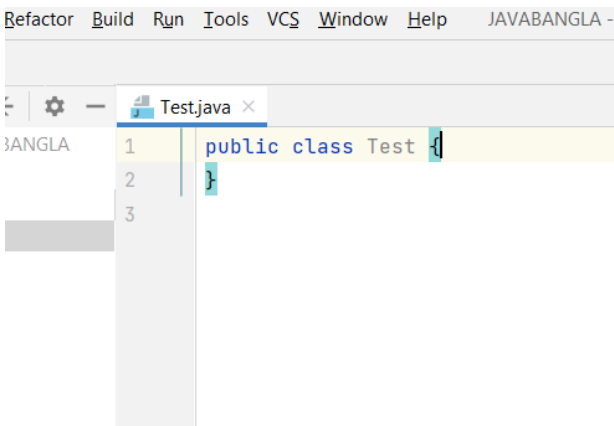 Refactor Build Run Tools VCS Window Help JAVABANGLA -
Test.java
BANGLA
1 public class Test {
2 }
3